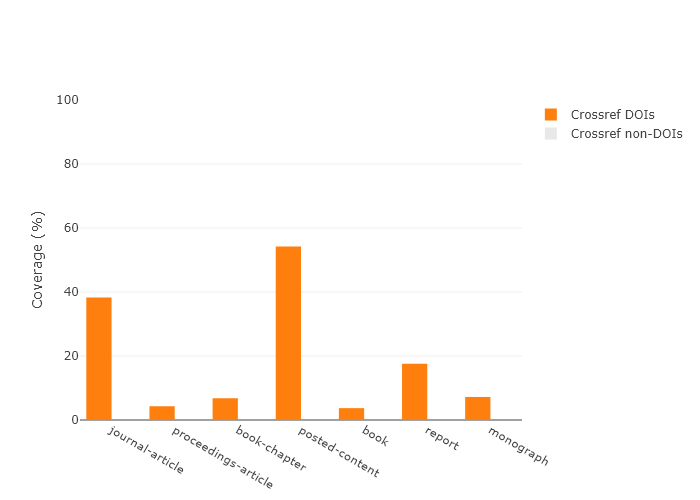 100
80
60
40
20
0
Coverage (%)
journal-article
proceedings-article
book-chapter
posted-content
book
report
monograph
Crossref DOIs
Crossref non-DOIs